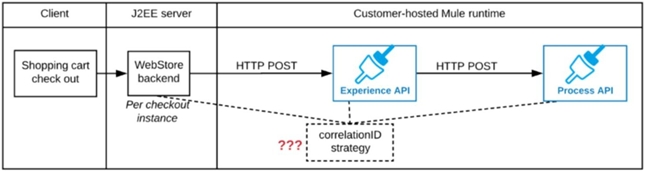 Client
J2EE server
Customer-hosted Mule runtime
Shopping cart
check out
WebStore
backend
Per checkout
instance
HTTP POST
Experience API
HTTP POST
Process API
???
correlationID
strategy